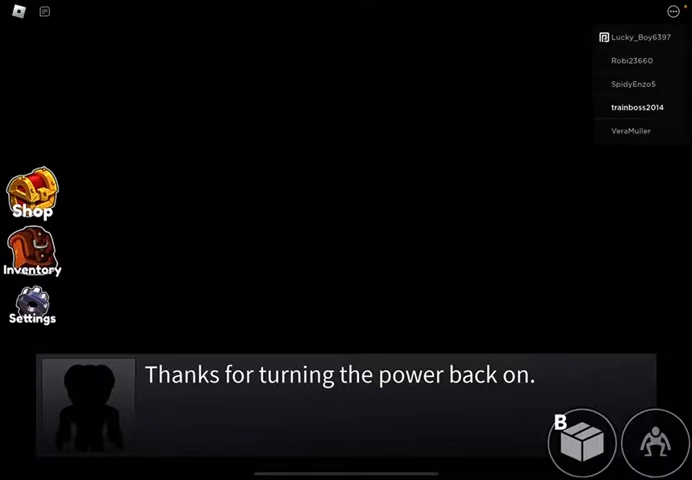 Lucky_Boy6397
Robi23660
SpidyEnzo5
trainboss2014
VeraMuller
Shop
Inventory
Settings
Thanks for turning the power back on.
B